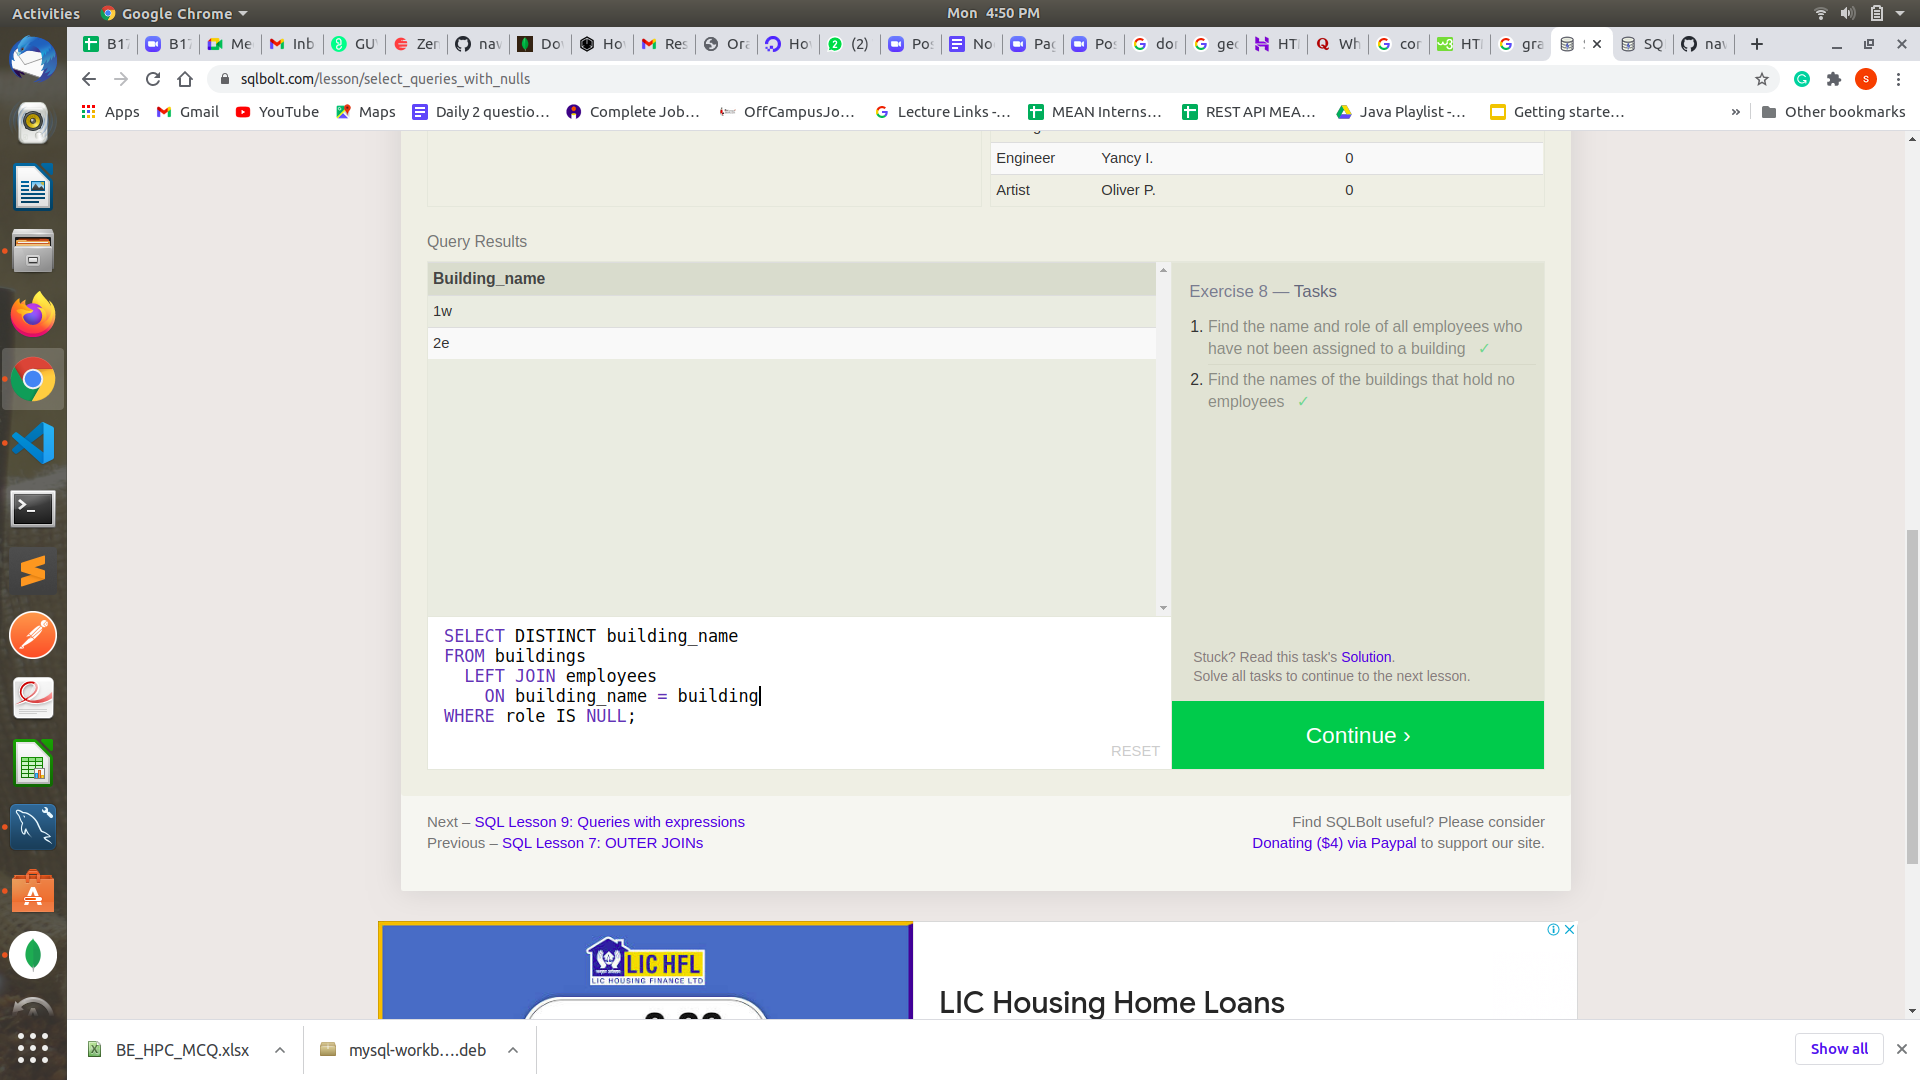 Activities
Google Chrome
Mon 4:50 PM
B17
B17
Me
Inb
GU
Zen
nav
Do
Ho
Res
Ora
Ho
(2)
Pos
No
Pag
Pos
dor
geo
HTI
Wh
cor
HTI
gra
SQ
nav
sqlbolt.com/lesson/select_queries_with_nulls
S
Apps
Gmail
YouTube
Maps
Daily 2 questio...
Complete Job...
OffCampusJo...
Lecture Links -...
MEAN Interns...
REST API MEA...
Java Playlist -...
Getting starte...
»
Other bookmarks
Engineer Yancy I. 0
Artist Oliver P. 0
Query Results
Building_name
1w
2e
Exercise 8 — Tasks
1. Find the name and role of all employees who
have not been assigned to a building ✓
2. Find the names of the buildings that hold no
employees ✓
SELECT DISTINCT building_name
FROM buildings
LEFT JOIN employees
ON building_name = building
WHERE role IS NULL;
RESET
Stuck? Read this task's Solution.
Solve all tasks to continue to the next lesson.
Continue ›
Next – SQL Lesson 9: Queries with expressions
Previous – SQL Lesson 7: OUTER JOINs
Find SQLBolt useful? Please consider
Donating ($4) via Paypal to support our site.
LIC HFL
LIC HOUSING FINANCE LTD
LIC Housing Home Loans
BE_HPC_MCQ.xlsx
mysql-workb....deb
Show all